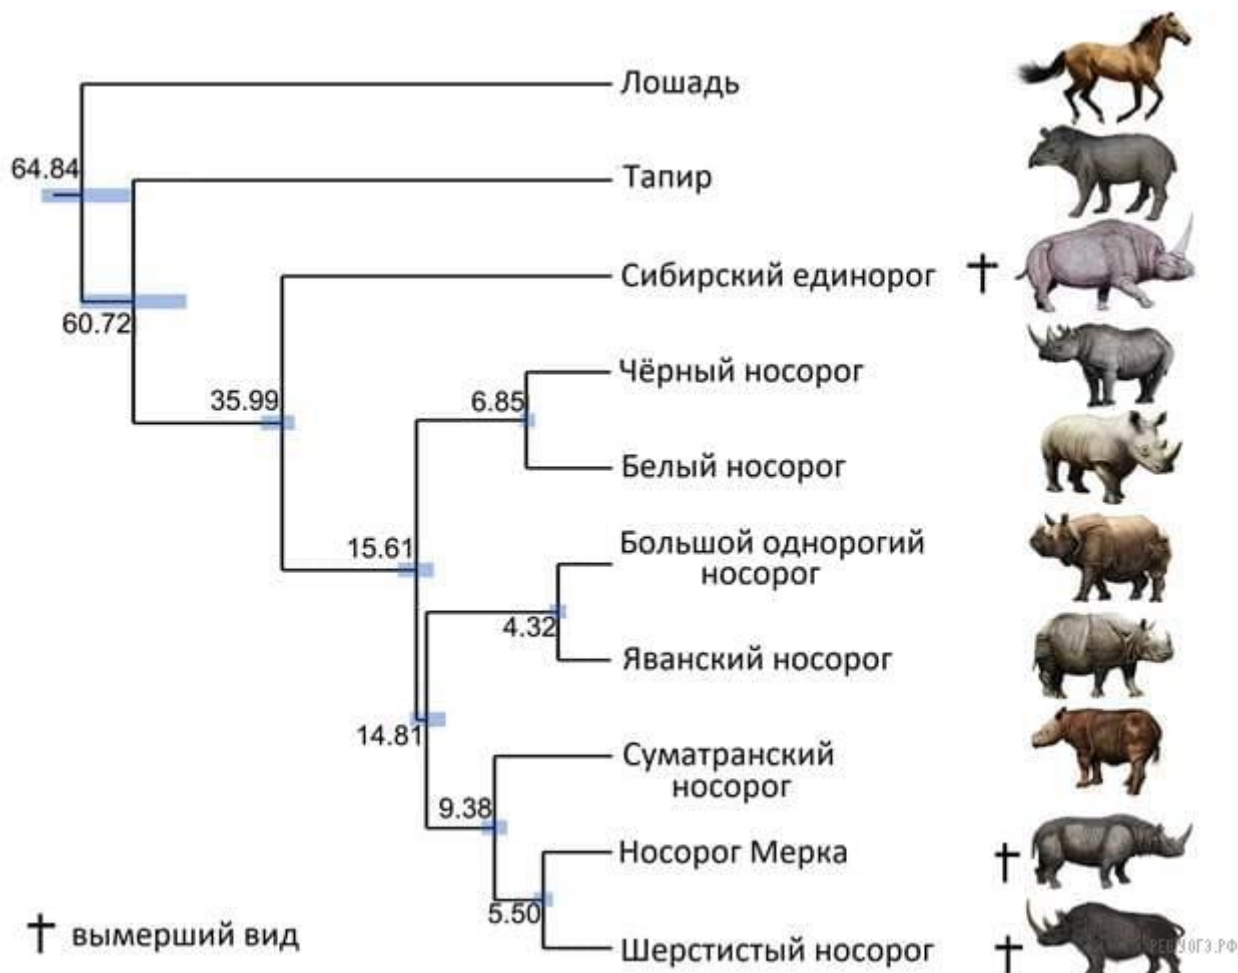 Лошадь
64.84
Тапир
Сибирский единорог †
60.72
Чёрный носорог
35.99
6.85
Белый носорог
Большой однорогий
носорог
15.61
4.32
Яванский носорог
14.81
Суматранский
носорог
9.38
Носорог Мерка †
5.50
† вымерший вид
Шерстистый носорог †